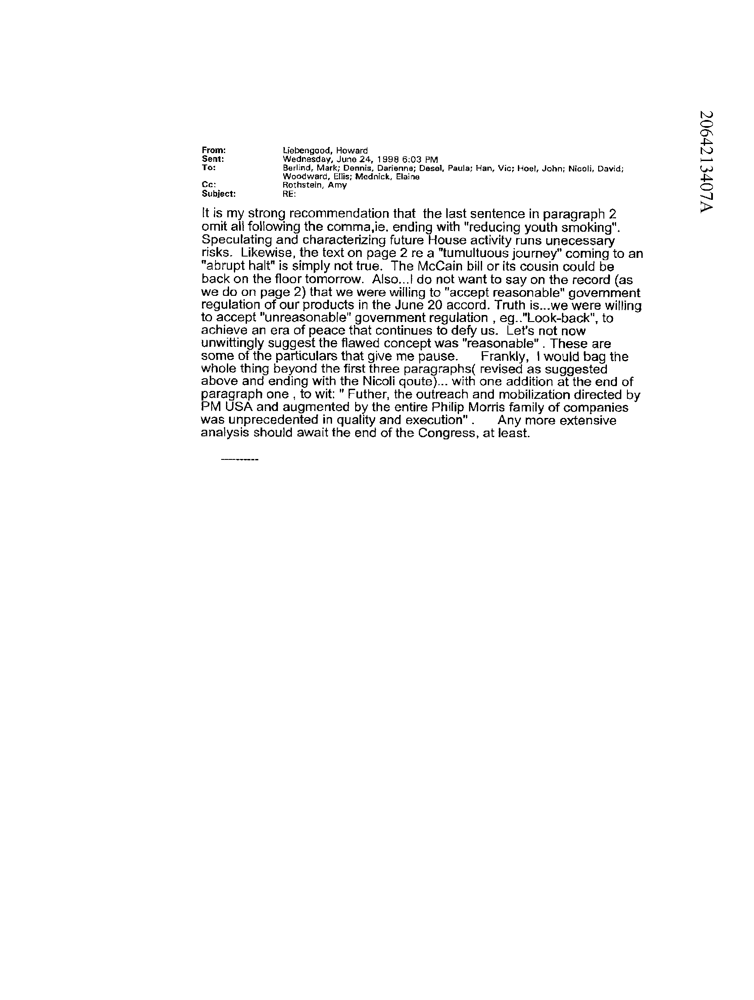 2064213407A
From: Liebengood, Howard
Sent: Wednesday, June 24, 1998 6:03 PM
To: Berlind, Mark; Dennis, Darienne; Desel, Paula; Han, Vic; Hoel, John; Nicoli, David;
Woodward, Ellis; Mednick, Elaine
Cc: Rothstein, Amy
Subject: RE:
It is my strong recommendation that the last sentence in paragraph 2
omit all following the comma,ie. ending with "reducing youth smoking".
Speculating and characterizing future House activity runs unecessary
risks. Likewise, the text on page 2 re a "tumultuous journey" coming to an
"abrupt halt" is simply not true. The McCain bill or its cousin could be
back on the floor tomorrow. Also...I do not want to say on the record (as
we do on page 2) that we were willing to "accept reasonable" government
regulation of our products in the June 20 accord. Truth is...we were willing
to accept "unreasonable" government regulation , eg.."Look-back", to
achieve an era of peace that continues to defy us. Let's not now
unwittingly suggest the flawed concept was "reasonable" . These are
some of the particulars that give me pause. Frankly, I would bag the
whole thing beyond the first three paragraphs( revised as suggested
above and ending with the Nicoli qoute)... with one addition at the end of
paragraph one , to wit: " Futher, the outreach and mobilization directed by
PM USA and augmented by the entire Philip Morris family of companies
was unprecedented in quality and execution" . Any more extensive
analysis should await the end of the Congress, at least.
----------